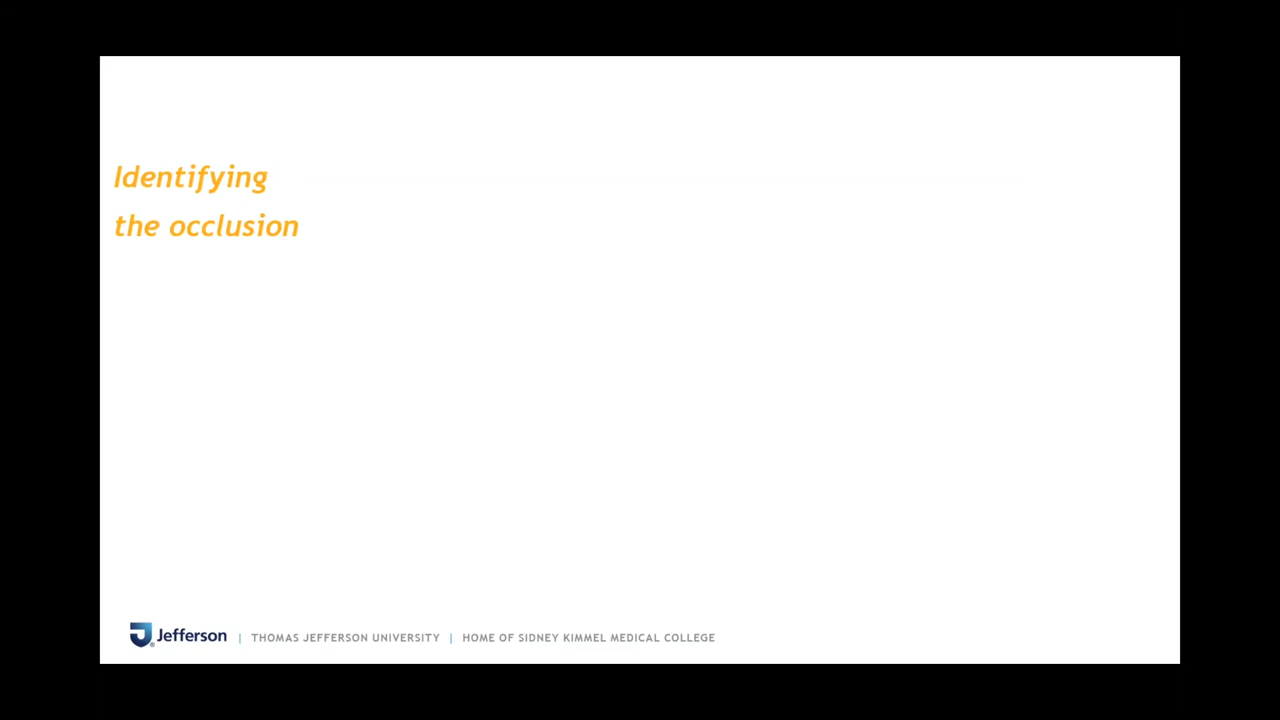 Identifying
the occlusion
Jefferson | THOMAS JEFFERSON UNIVERSITY | HOME OF SIDNEY KIMMEL MEDICAL COLLEGE